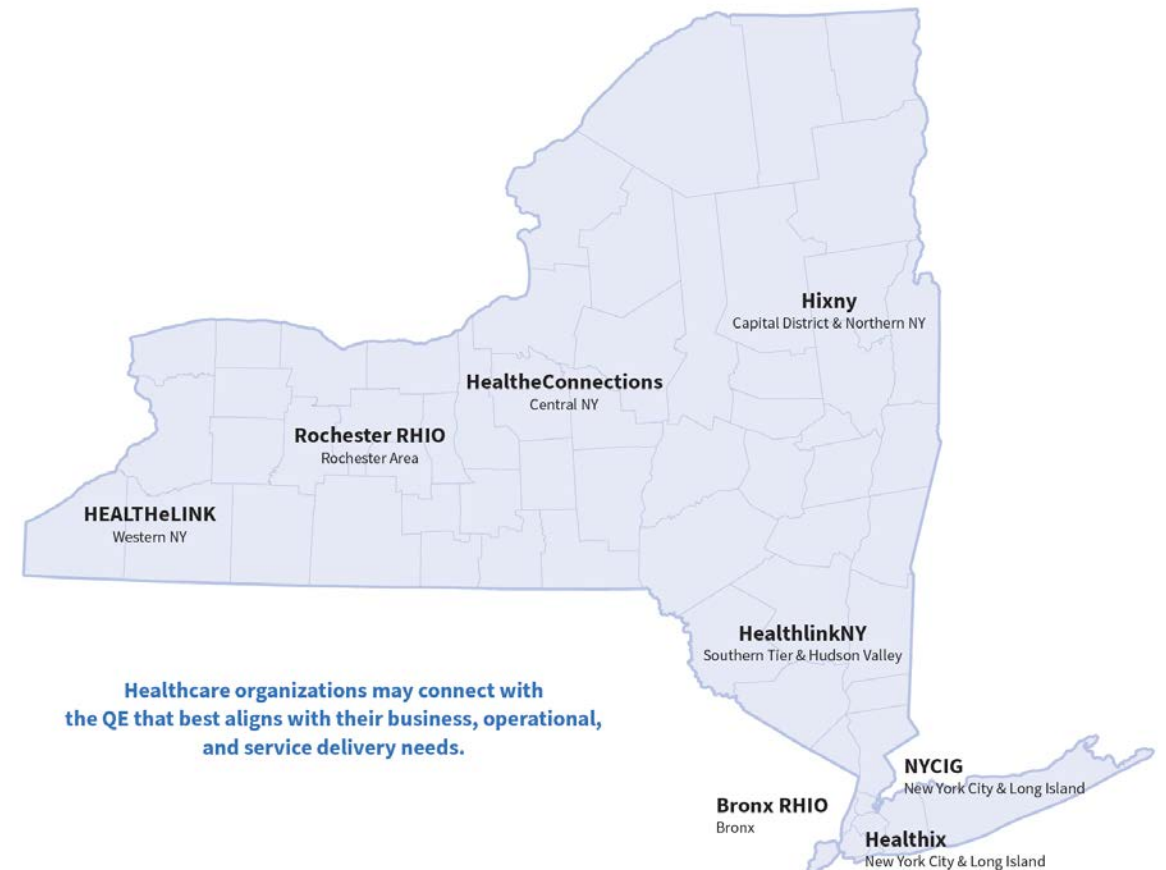 Hixny
Capital District & Northern NY
HealtheConnections
Central NY
Rochester RHIO
Rochester Area
HEALTHeLINK
Western NY
HealthlinkNY
Southern Tier & Hudson Valley
Healthcare organizations may connect with
the QE that best aligns with their business, operational,
and service delivery needs.
NYCIG
New York City & Long Island
Bronx RHIO
Bronx
Healthix
New York City & Long Island